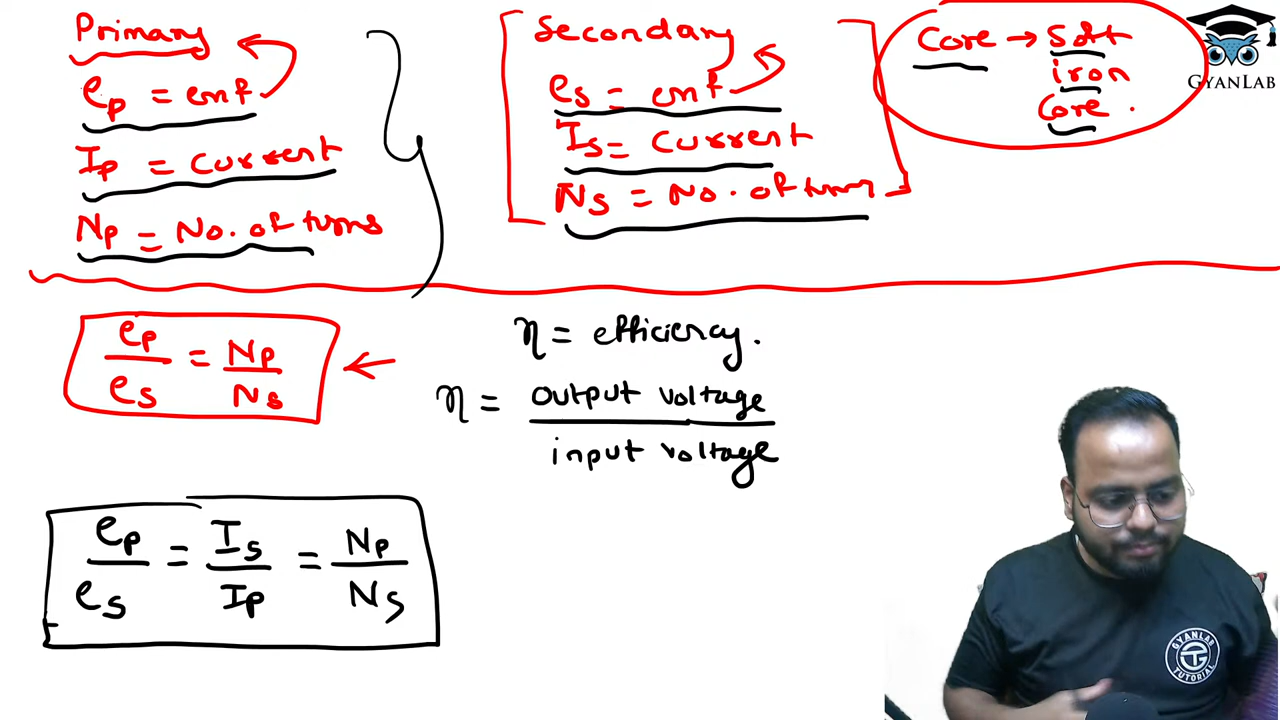 Primary
ep = emf
Ip = current
Np = No. of turns
Secondary
es = emf
Is = current
Ns = No. of turns
Core → Soft
iron
Core.
GYANLAB
ep/es = Np/Ns
η = efficiency.
η = output voltage / input voltage
ep/es = Is/Ip = Np/Ns
GYANLAB
TUTORIAL